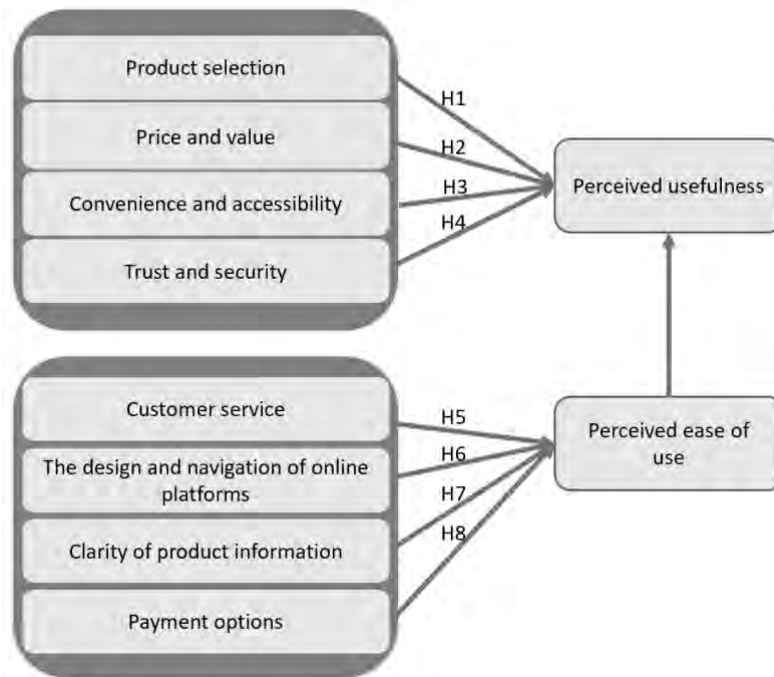 Product selection
Price and value
Convenience and accessibility
Trust and security
H1
H2
H3
H4
Perceived usefulness
Customer service
The design and navigation of online
platforms
Clarity of product information
Payment options
H5
H6
H7
H8
Perceived ease of
use